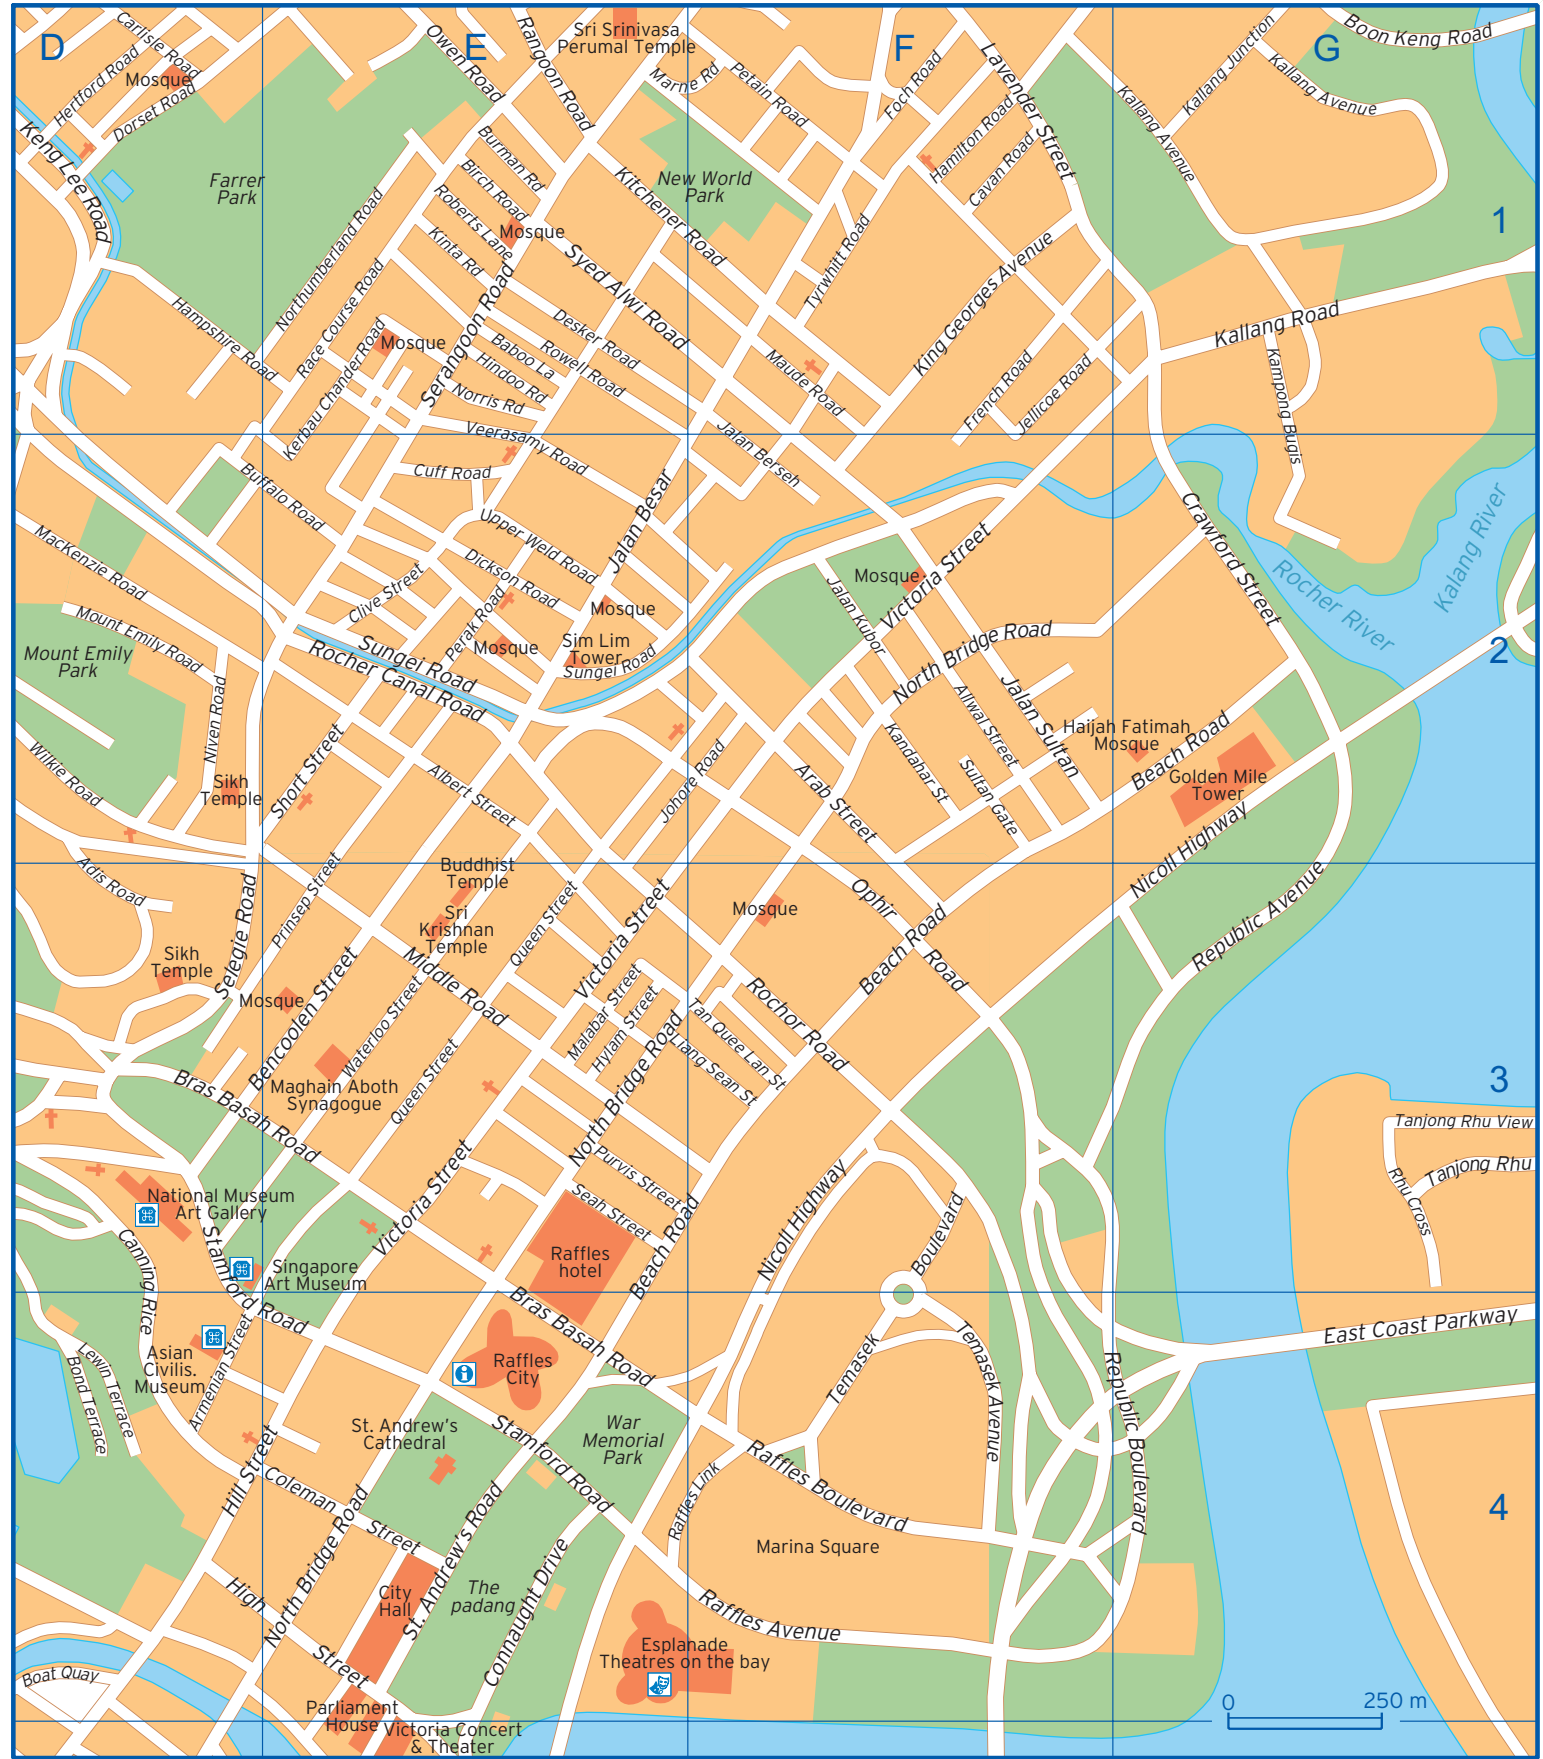 D
E
F
G
1
2
3
4
Carlisle Road
Hertford Road
Mosque
Dorset Road
Keng Lee Road
Farrer
Park
Owen Road
Rangoon Road
Sri Srinivasa
Perumal Temple
Marne Rd
Petain Road
Foch Road
Lavender Street
Hamilton Road
Cavan Road
Kallang Avenue
Kallang Junction
Kallang Avenue
Boon Keng Road
Burman Rd
Birch Road
Roberts Lane
Mosque
Kinta Rd
Kitchener Road
New World
Park
Syed Alwi Road
Northumberland Road
Race Course Road
Hampshire Road
Kerbau Chander Road
Mosque
Serangoon Road
Desker Road
Rowell Road
Baboo La
Hindoo Rd
Norris Rd
Veerasamy Road
Tyrwhitt Road
King Georges Avenue
Maude Road
French Road
Jellicoe Road
Kallang Road
Kampong Bugis
Buffalo Road
Cuff Road
Upper Weld Road
Jalan Besar
Jalan Berseh
Dickson Road
Clive Street
Perak Road
Mosque
Mosque
Sim Lim
Tower
Sungei Road
Sungei Road
Rocher Canal Road
MacKenzie Road
Mount Emily Road
Mount Emily
Park
Niven Road
Wilkie Road
Sikh
Temple
Short Street
Albert Street
Johore Road
Mosque
Victoria Street
Jalan Kubor
North Bridge Road
Crawford Street
Rocher River
Kalang River
Allwal Street
Jalan Sultan
Kandahar St
Sultan Gate
Haijah Fatimah
Mosque
Beach Road
Golden Mile
Tower
Arab Street
Nicoll Highway
Republic Avenue
Adis Road
Selegie Road
Prinsep Street
Buddhist
Temple
Sri
Krishnan
Temple
Queen Street
Victoria Street
Mosque
Ophir
Road
Beach Road
Sikh
Temple
Mosque
Bencoolen Street
Middle Road
Waterloo Street
Malabar Street
Hylam Street
Tan Quee Lan St
Liang Sean St
Rochor Road
Maghain Aboth
Synagogue
Queen Street
Bras Basah Road
North Bridge Road
Purvis Street
Seah Street
Victoria Street
Beach Road
Raffles
hotel
Nicoll Highway
Boulevard
Temasek
Temasek Avenue
Tanjong Rhu View
Tanjong Rhu
Rhu Cross
National Museum
Art Gallery
Stamford Road
Singapore
Art Museum
Canning Rice
Asian
Civilis.
Museum
Armenian Street
Lewin Terrace
Bond Terrace
Raffles
City
Bras Basah Road
East Coast Parkway
Republic Boulevard
St. Andrew's
Cathedral
War
Memorial
Park
Stamford Road
Raffles Link
Raffles Boulevard
Marina Square
Hill Street
Coleman
Street
North Bridge Road
City
Hall
St. Andrew's Road
The
padang
Connaught Drive
High
Street
Raffles Avenue
Esplanade
Theatres on the bay
Boat Quay
Parliament
House
Victoria Concert
& Theater
0
250 m